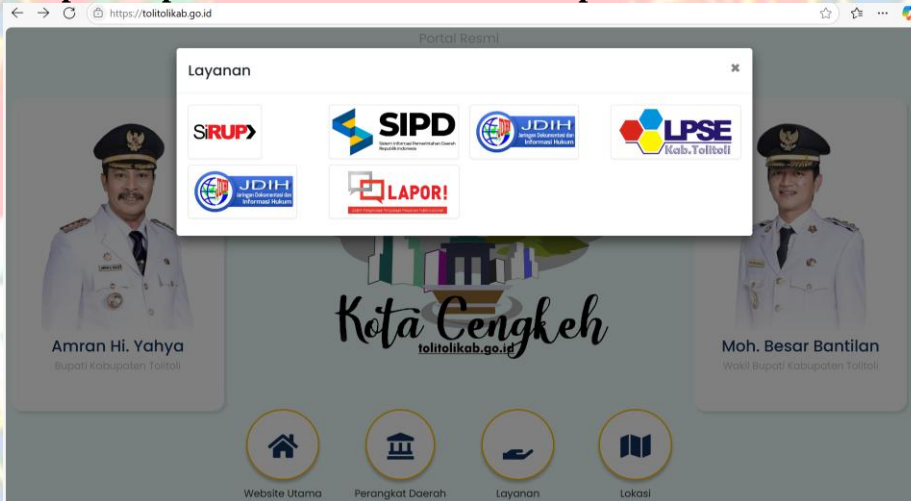 https://tolitolikab.go.id
Portal Resmi
Layanan
×
SiRUP
SIPD
Sistem Informasi Pemerintahan Daerah
Republik Indonesia
JDIH
Jaringan Dokumentasi dan
Informasi Hukum
LPSE
Kab.Tolitoli
JDIH
Jaringan Dokumentasi dan
Informasi Hukum
LAPOR!
Kota Cengkeh
tolitolikab.go.id
Amran Hi. Yahya
Bupati Kabupaten Tolitoli
Moh. Besar Bantilan
Wakil Bupati Kabupaten Tolitoli
Website Utama
Perangkat Daerah
Layanan
Lokasi